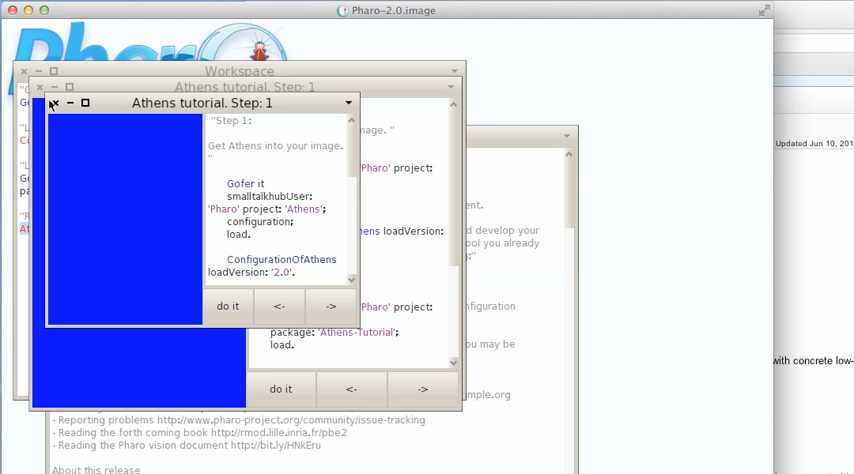 Pharo-2.0.image
Workspace
Athens tutorial. Step: 1
Athens tutorial. Step: 1
"Step 1:
Get Athens into your image.
"
Gofer it
smalltalkhubUser:
'Pharo' project: 'Athens';
configuration;
load.
ConfigurationOfAthens
loadVersion: '2.0'.
do it
<-
->
mage. "
'Pharo' project:
hens loadVersion:
'Pharo' project:
package: 'Athens-Tutorial';
load.
do it
<-
->
ent.
d develop your
ool you already
g:"
nfiguration
you may be
mple.org
- Reporting problems http://www.pharo-project.org/community/issue-tracking
- Reading the forth coming book http://rmod.lille.inria.fr/pbe2
- Reading the Pharo vision document http://bit.ly/HNkEru
About this release
Updated Jun 10, 201
with concrete low-